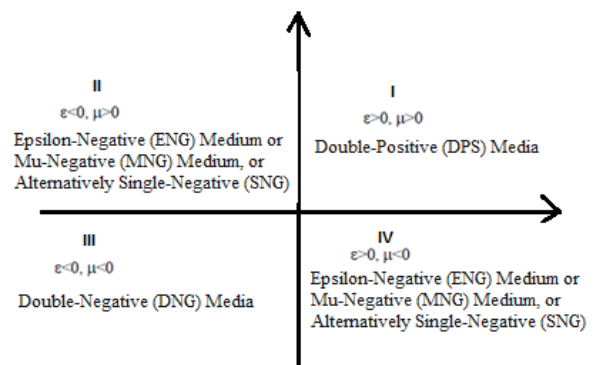 II
ε<0, μ>0
Epsilon-Negative (ENG) Medium or
Mu-Negative (MNG) Medium, or
Alternatively Single-Negative (SNG)
I
ε>0, μ>0
Double-Positive (DPS) Media
III
ε<0, μ<0
Double-Negative (DNG) Media
IV
ε>0, μ<0
Epsilon-Negative (ENG) Medium or
Mu-Negative (MNG) Medium, or
Alternatively Single-Negative (SNG)